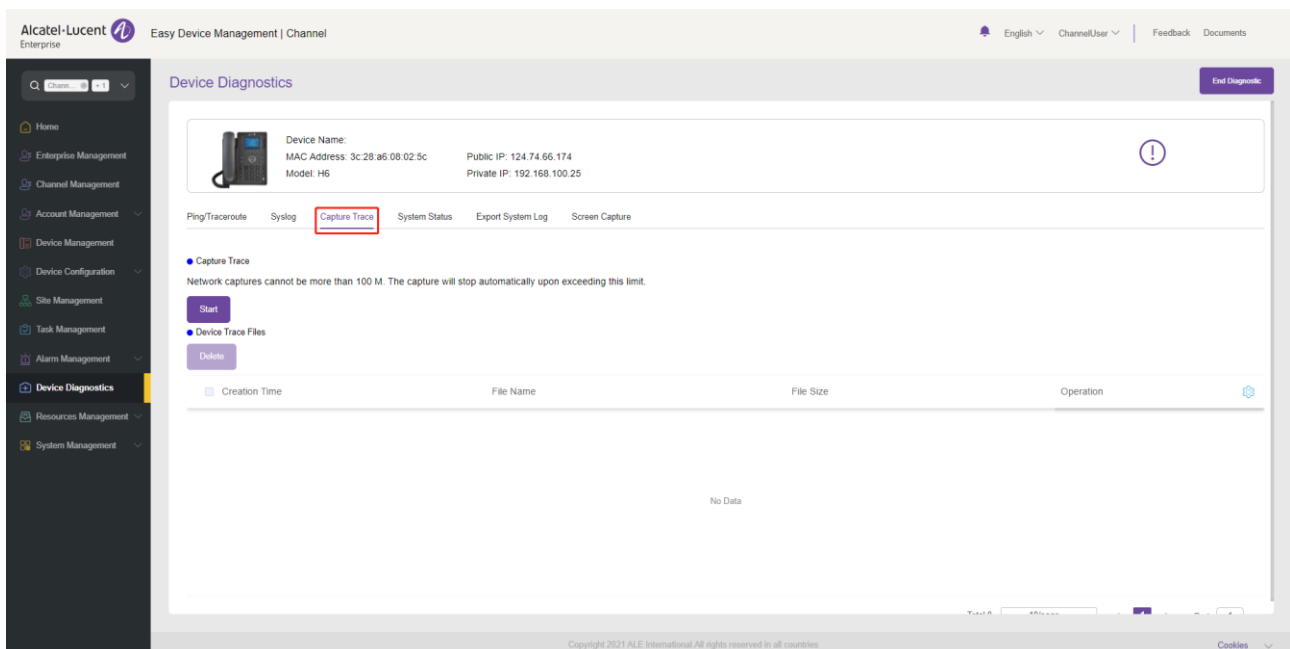 Alcatel·Lucent
Enterprise
Easy Device Management | Channel
English
ChannelUser
Feedback
Documents
Chann...
+ 1
Home
Enterprise Management
Channel Management
Account Management
Device Management
Device Configuration
Site Management
Task Management
Alarm Management
Device Diagnostics
Resources Management
System Management
Device Diagnostics
End Diagnostic
Device Name:
MAC Address: 3c:28:a6:08:02:5c
Public IP: 124.74.66.174
Model: H6
Private IP: 192.168.100.25
Ping/Traceroute
Syslog
Capture Trace
System Status
Export System Log
Screen Capture
Capture Trace
Network captures cannot be more than 100 M. The capture will stop automatically upon exceeding this limit.
Start
Device Trace Files
Delete
Creation Time
File Name
File Size
Operation
No Data
Copyright 2021 ALE International.All rights reserved in all countries
Cookies